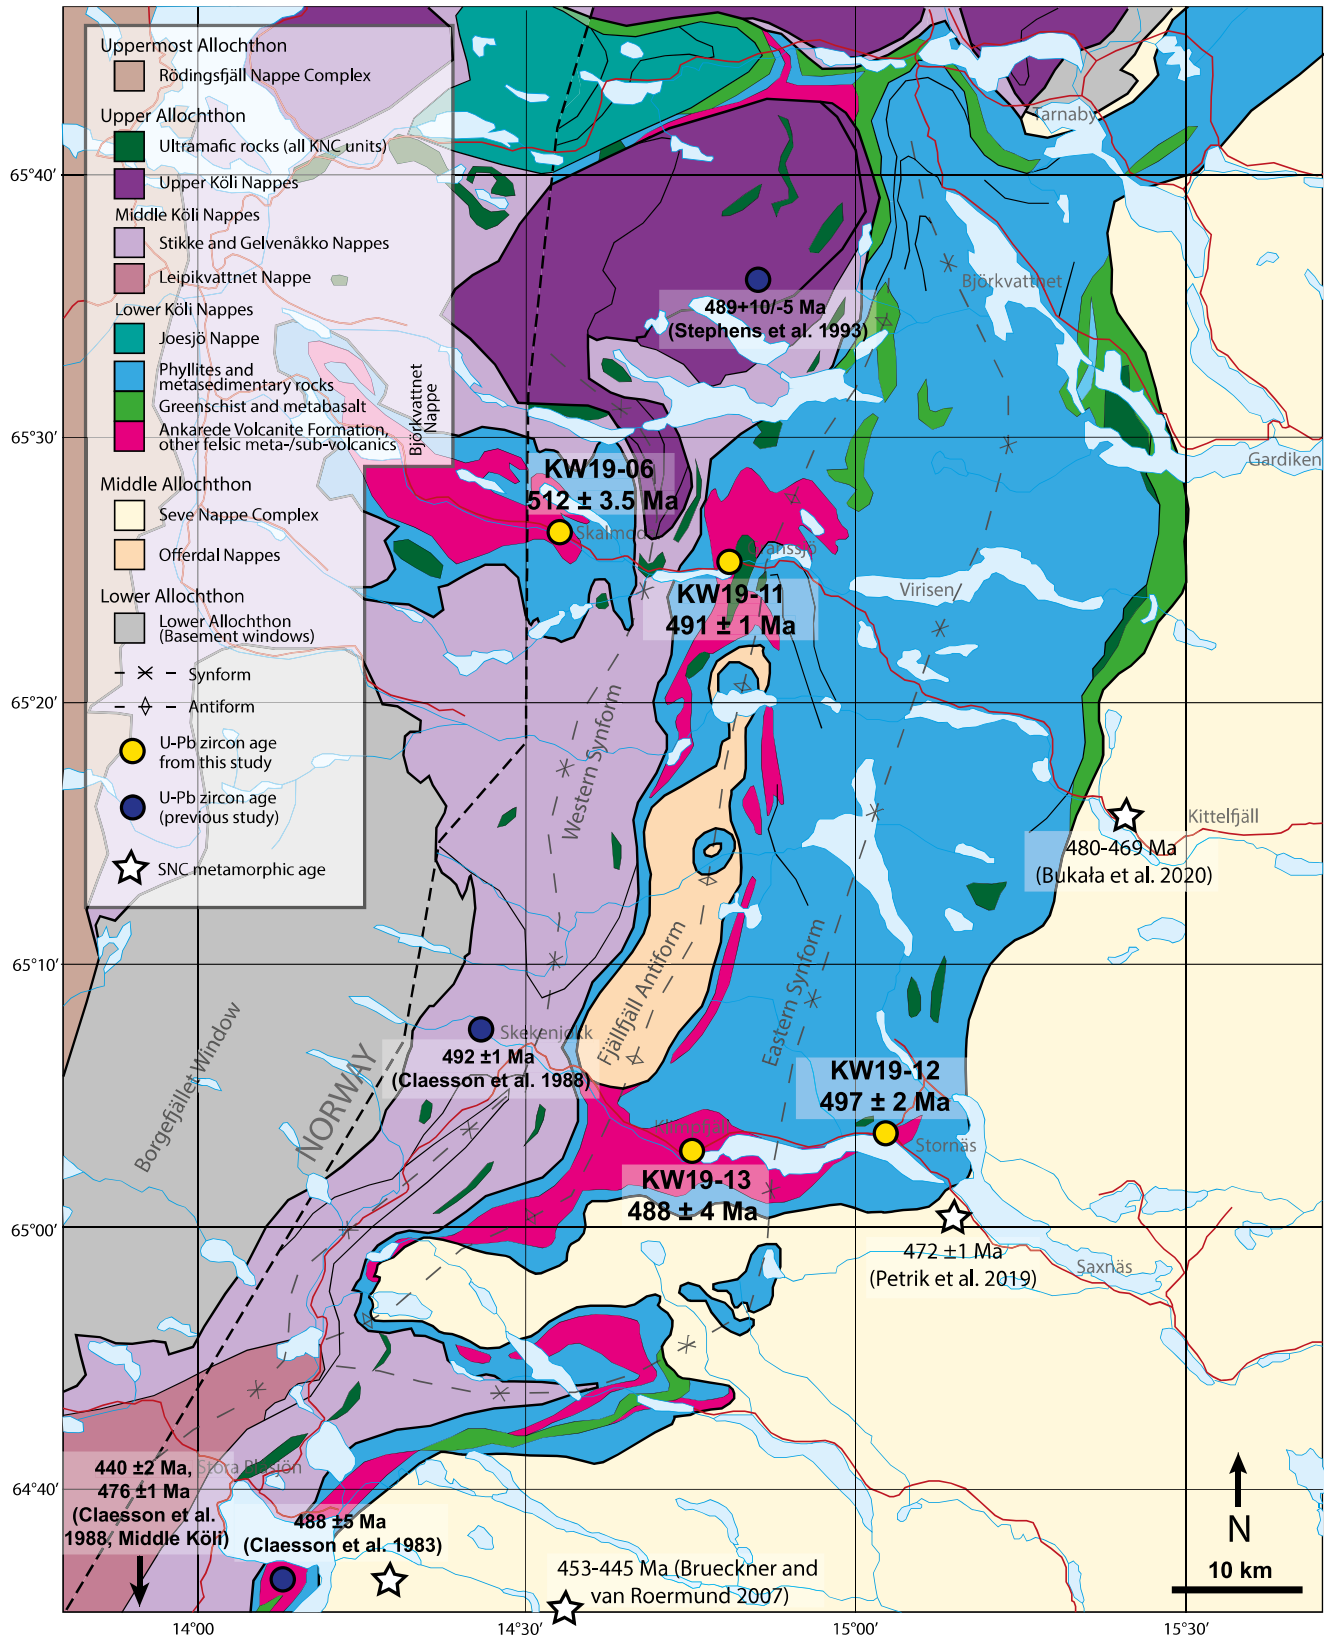 Uppermost Allochthon
Rödingsfjäll Nappe Complex
Upper Allochthon
Ultramafic rocks (all KNC units)
Upper Köli Nappes
Middle Köli Nappes
Stikke and Gelvenåkko Nappes
Leipikvattnet Nappe
Lower Köli Nappes
Joesjö Nappe
Phyllites and
metasedimentary rocks
Greenschist and metabasalt
Ankarede Volcanite Formation,
other felsic meta-/sub-volcanics
Björkvattnet
Nappe
Middle Allochthon
Seve Nappe Complex
Offerdal Nappes
Lower Allochthon
Lower Allochthon
(Basement windows)
Synform
Antiform
U-Pb zircon age
from this study
U-Pb zircon age
(previous study)
SNC metamorphic age
65°40′
65°30′
65°20′
65°10′
65°00′
64°40′
14°00
14°30′
15°00′
15°30′
Tarnaby
Björkvattnet
489+10/-5 Ma
(Stephens et al. 1993)
Gardiken
KW19-06
512 ± 3.5 Ma
KW19-11
491 ± 1 Ma
Virisen
Western Synform
Kittelfjäll
480-469 Ma
(Bukała et al. 2020)
Fjällfjäll Antiform
Eastern Synform
Borgefjället Window
NORWAY
Skekenjokk
492 ±1 Ma
(Claesson et al. 1988)
KW19-12
497 ± 2 Ma
Stornäs
Klimpfjäll
KW19-13
488 ± 4 Ma
472 ±1 Ma
(Petrik et al. 2019)
Saxnäs
Stora Blåsjön
440 ±2 Ma,
476 ±1 Ma
(Claesson et al.
1988, Middle Köli)
488 ±5 Ma
(Claesson et al. 1983)
453-445 Ma (Brueckner and
van Roermund 2007)
N
10 km